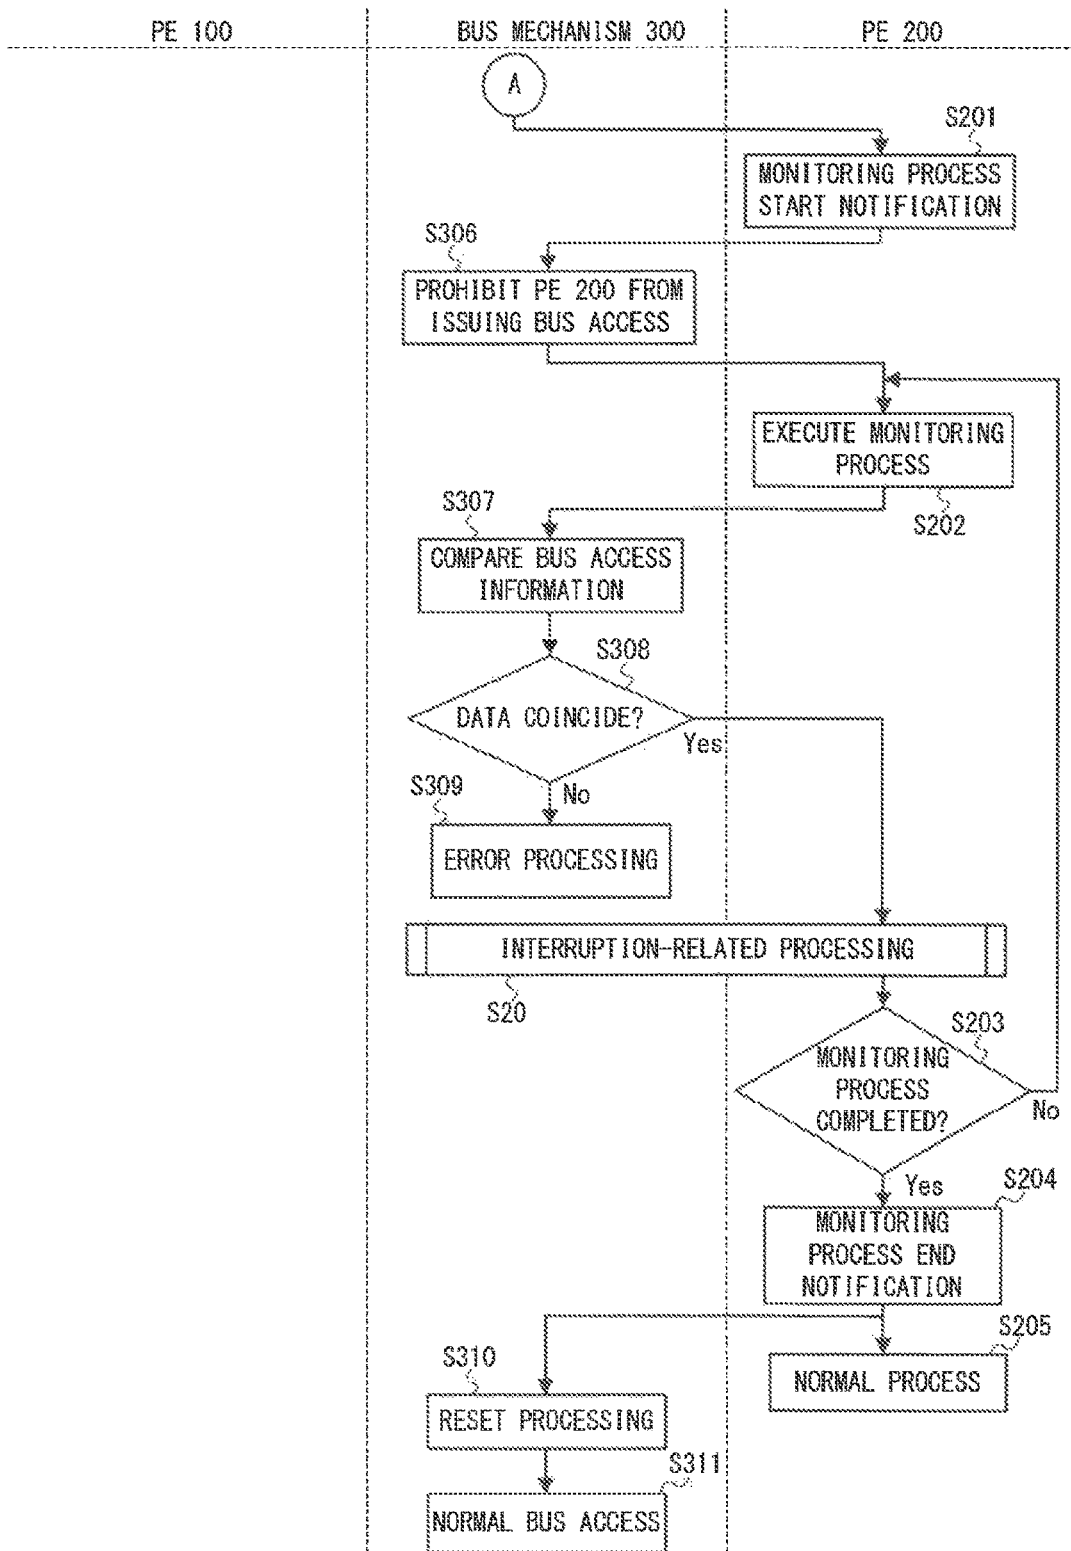 PE 100
BUS MECHANISM 300
PE 200
A
S201
MONITORING PROCESS
START NOTIFICATION
S306
PROHIBIT PE 200 FROM
ISSUING BUS ACCESS
EXECUTE MONITORING
PROCESS
S202
S307
COMPARE BUS ACCESS
INFORMATION
S308
DATA COINCIDE?
Yes
S309
No
ERROR PROCESSING
INTERRUPTION-RELATED PROCESSING
S20
S203
MONITORING
PROCESS
COMPLETED?
No
Yes
S204
MONITORING
PROCESS END
NOTIFICATION
S205
NORMAL PROCESS
S310
RESET PROCESSING
S311
NORMAL BUS ACCESS